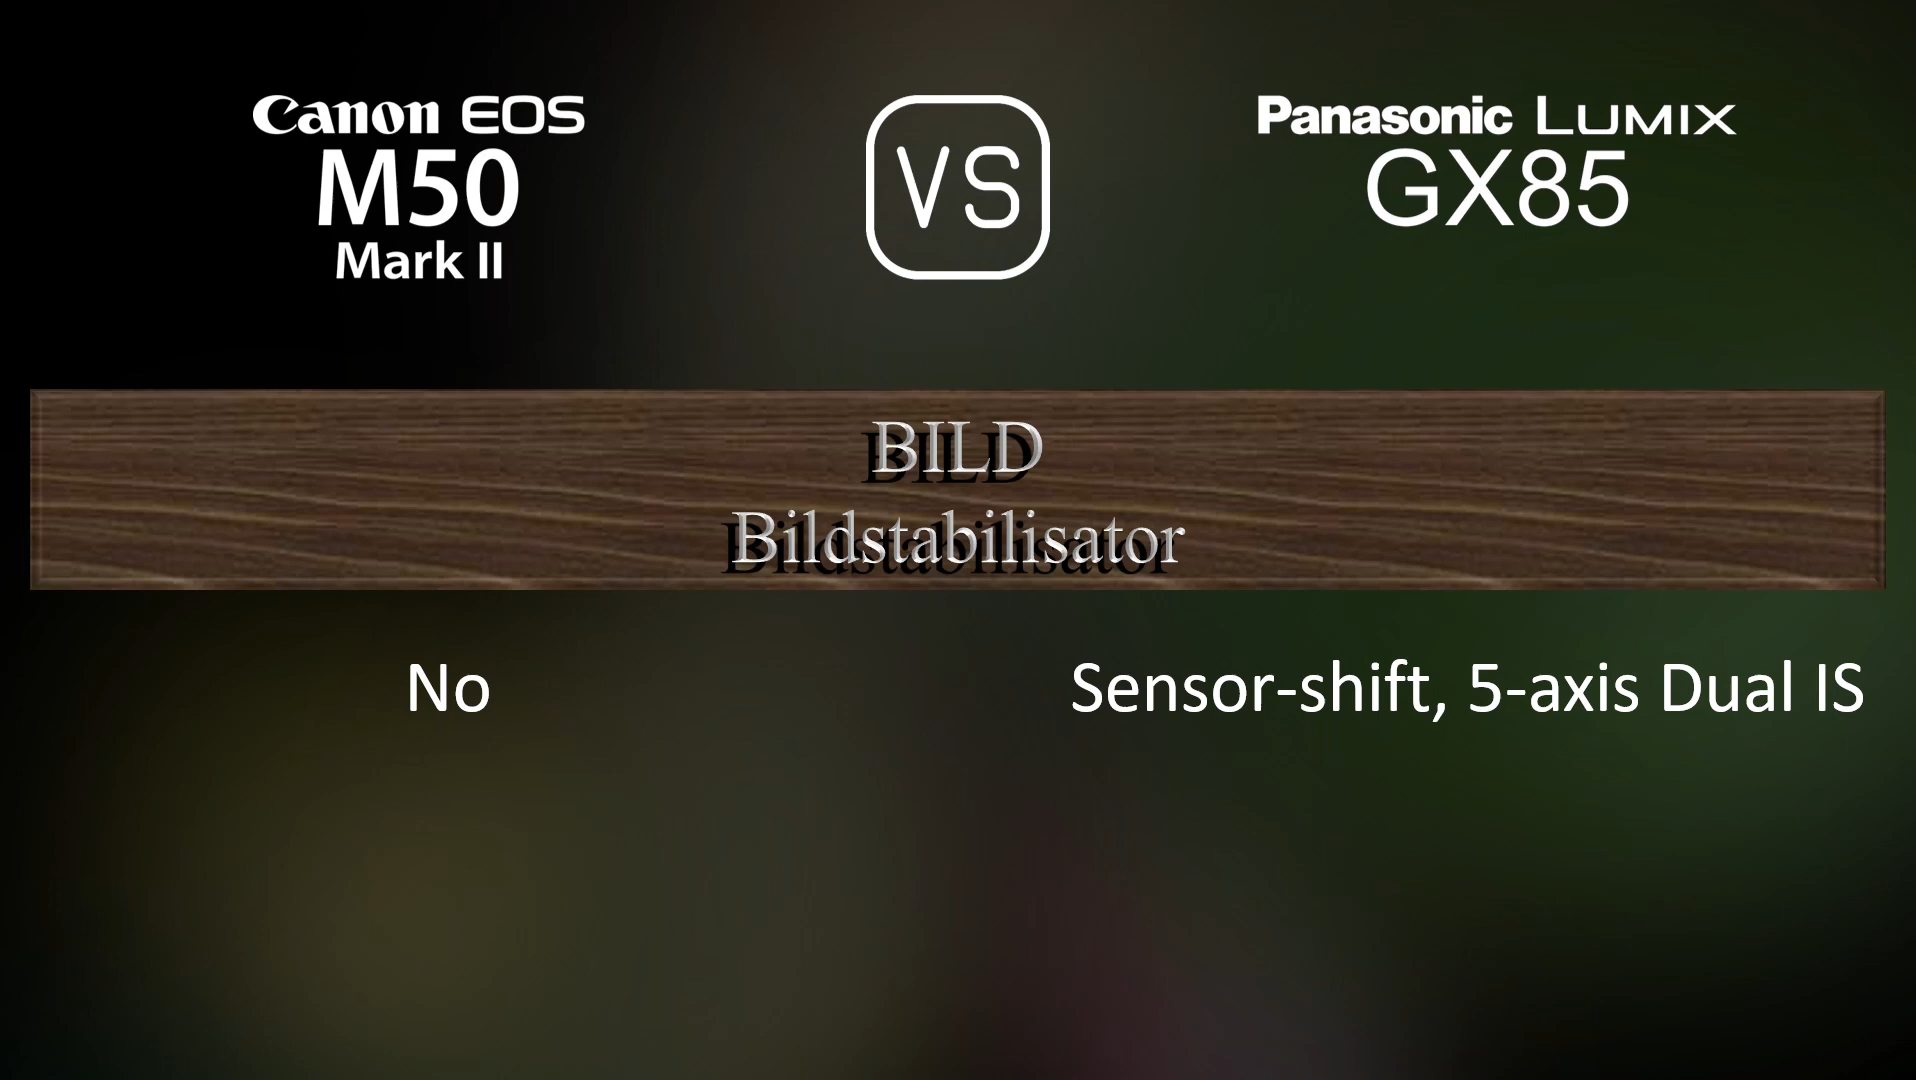 Canon EOS
M50
Mark II
VS
Panasonic LUMIX
GX85
BILD
Bildstabilisator
No
Sensor-shift, 5-axis Dual IS